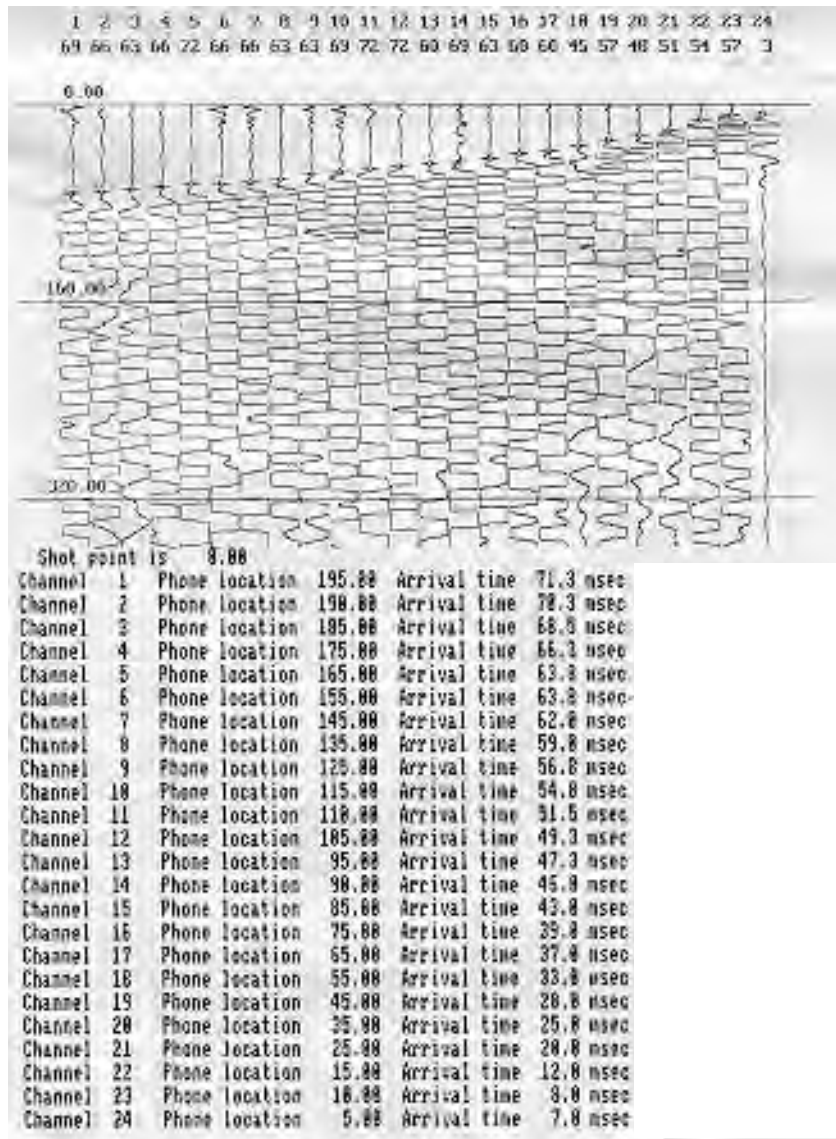 1 2 3 4 5 6 7 8 9 10 11 12 13 14 15 16 17 18 19 20 21 22 23 24
69 66 63 66 72 66 66 63 63 69 72 72 60 69 63 60 60 45 57 48 51 54 57 3
0.00
160.00
320.00
Shot point is 0.00
Channel 1 Phone location 195.00 Arrival time 71.3 msec
Channel 2 Phone location 190.00 Arrival time 70.3 msec
Channel 3 Phone location 185.00 Arrival time msec
Channel 4 Phone location 175.00 Arrival time 66.3 msec
Channel 5 Phone location 165.00 Arrival time 63.8 msec
Channel 6 Phone location 155.00 Arrival time 63.8 msec
Channel 7 Phone location 145.00 Arrival time 62.0 msec
Channel 8 Phone location 135.00 Arrival time 59.0 msec
Channel 9 Phone location 125.00 Arrival time 56.8 msec
Channel 10 Phone location 115.00 Arrival time 54.0 msec
Channel 11 Phone location 110.00 Arrival time 51.5 msec
Channel 12 Phone location 105.00 Arrival time 49.3 msec
Channel 13 Phone location 95.00 Arrival time 47.3 msec
Channel 14 Phone location 90.00 Arrival time msec
Channel 15 Phone location 85.00 Arrival time 43.0 msec
Channel 16 Phone location 75.00 Arrival time 39.0 msec
Channel 17 Phone location 65.00 Arrival time 37.0 msec
Channel 18 Phone location 55.00 Arrival time 33.0 msec
Channel 19 Phone location 45.00 Arrival time 28.0 msec
Channel 20 Phone location 35.00 Arrival time 25.0 msec
Channel 21 Phone location 25.00 Arrival time 20.0 msec
Channel 22 Phone location 15.00 Arrival time 12.0 msec
Channel 23 Phone location 10.00 Arrival time 8.0 msec
Channel 24 Phone location 5.00 Arrival time 7.0 msec